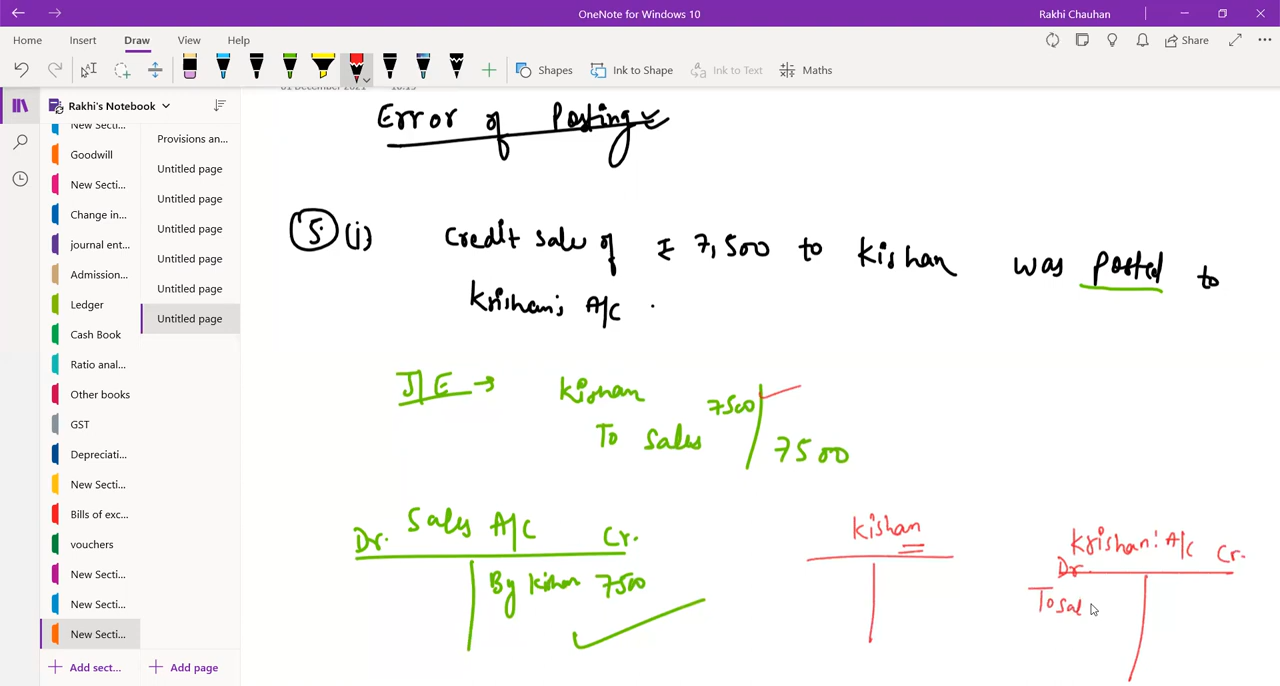 OneNote for Windows 10
Rakhi Chauhan
Home Insert Draw View Help
Share
Shapes
Ink to Shape
Ink to Text
Maths
Rakhi's Notebook
New Secti...
Goodwill
New Secti...
Change in...
journal ent...
Admission...
Ledger
Cash Book
Ratio anal...
Other books
GST
Depreciati...
New Secti...
Bills of exc...
vouchers
New Secti...
New Secti...
New Secti...
Add sect...
Provisions an...
Untitled page
Untitled page
Untitled page
Untitled page
Untitled page
Untitled page
Add page
Error of Posting
5. (i) Credit sale of ₹ 7,500 to Kishan was posted to
Krishan's A/C.
J/E → Kishan 7500
To Sales 7500
Dr. Sales A/C Cr.
By Kishan 7500
Kishan
Krishan's A/C Cr.
Dr.
To Sal